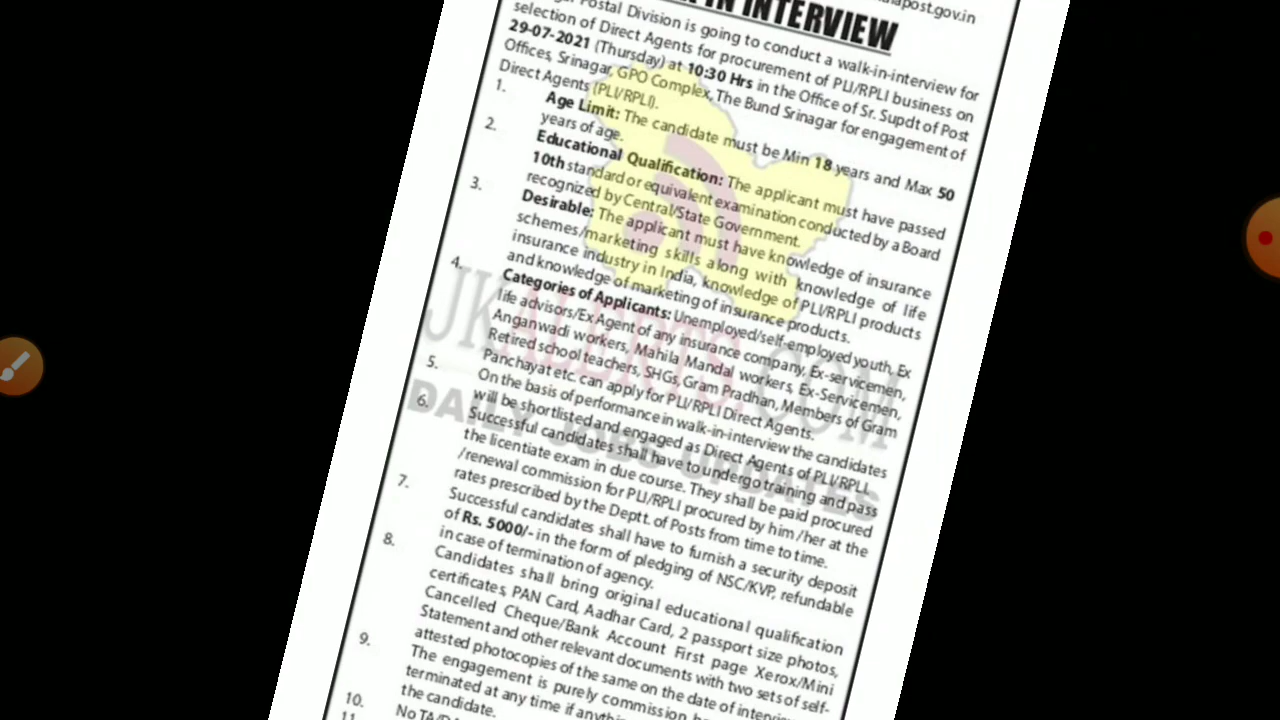 apost.gov.in
IN INTERVIEW
Postal Division is going to conduct a walk-in-interview for
selection of Direct Agents for procurement of PLI/RPLI business on
29-07-2021 (Thursday) at 10:30 Hrs in the Office of Sr. Supdt of Post
Offices, Srinagar, GPO Complex, The Bund Srinagar for engagement of
Direct Agents (PLI/RPLI).
1. Age Limit: The candidate must be Min 18 years and Max 50
years of age.
2. Educational Qualification: The applicant must have passed
10th standard or equivalent examination conducted by a Board
recognized by Central/State Government.
3. Desirable: The applicant must have knowledge of insurance
schemes/marketing skills along with knowledge of life
insurance industry in India, knowledge of PLI/RPLI products
and knowledge of marketing of insurance products.
4. Categories of Applicants: Unemployed/self-employed youth, Ex
life advisors/Ex Agent of any insurance company, Ex-servicemen,
Anganwadi workers, Mahila Mandal workers, Ex-Servicemen,
Retired school teachers, SHGs, Gram Pradhan, Members of Gram
Panchayat etc. can apply for PLI/RPLI Direct Agents.
5. On the basis of performance in walk-in-interview the candidates
will be shortlisted and engaged as Direct Agents of PLI/RPLI.
6. Successful candidates shall have to undergo training and pass
the licentiate exam in due course. They shall be paid procured
/renewal commission for PLI/RPLI procured by him /her at the
rates prescribed by the Deptt. of Posts from time to time.
7. Successful candidates shall have to furnish a security deposit
of Rs. 5000/- in the form of pledging of NSC/KVP, refundable
in case of termination of agency.
8. Candidates shall bring original educational qualification
certificates, PAN Card, Aadhar Card, 2 passport size photos,
Cancelled Cheque/Bank Account First page Xerox/Mini
Statement and other relevant documents with two sets of self-
attested photocopies of the same on the date of
9. The engagement is purely commission
terminated at any time if
the candidate.
10. No
11.
JKALERTS.COM
DAILY JOBS UPDATES